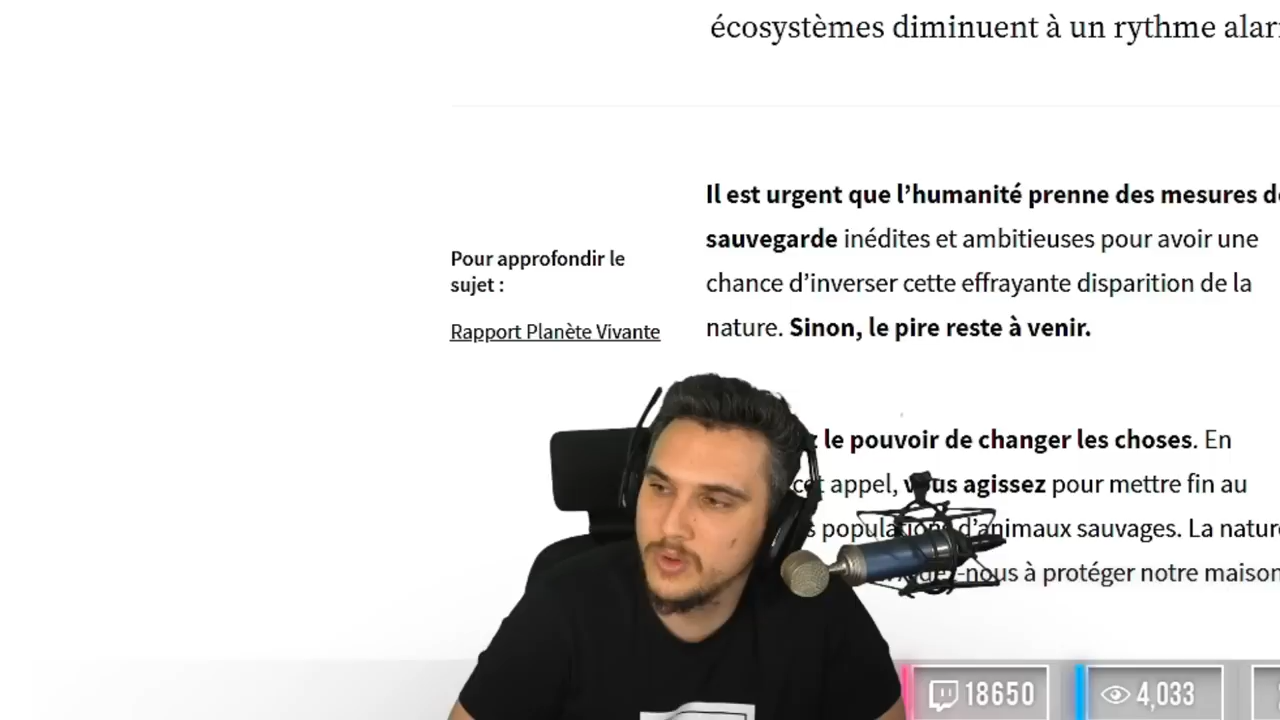 écosystèmes diminuent à un rythme
Il est urgent que l’humanité prenne des mesures
sauvegarde inédites et ambitieuses pour avoir une
chance d’inverser cette effrayante disparition de la
nature. Sinon, le pire reste à venir.
Pour approfondir le
sujet :
Rapport Planète Vivante
le pouvoir de changer les choses. En
appel, vous agissez pour mettre fin au
populations d’animaux sauvages. La nature
-nous à protéger notre maison
18650
4,033